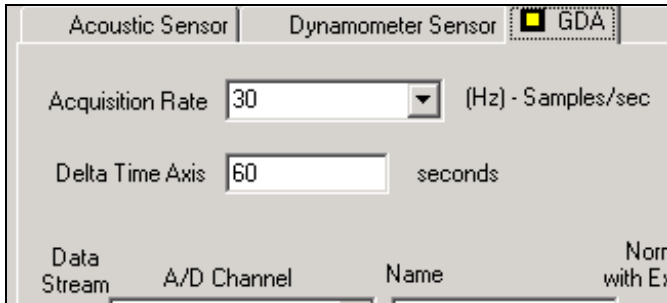 Acoustic Sensor Dynamometer Sensor GDA
Acquisition Rate 30 (Hz) - Samples/sec
Delta Time Axis 60 seconds
Data
Stream A/D Channel Name with